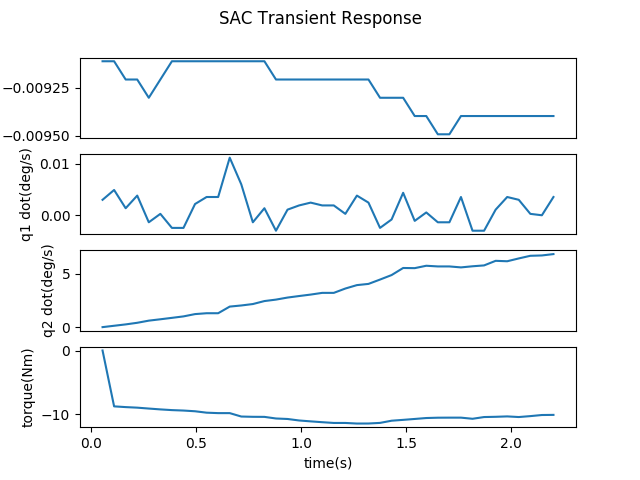 SAC Transient Response
−0.00925
−0.00950
q1 dot(deg/s)
0.01
0.00
q2 dot(deg/s)
5
0
torque(Nm)
0
−10
0.0 0.5 1.0 1.5 2.0
time(s)